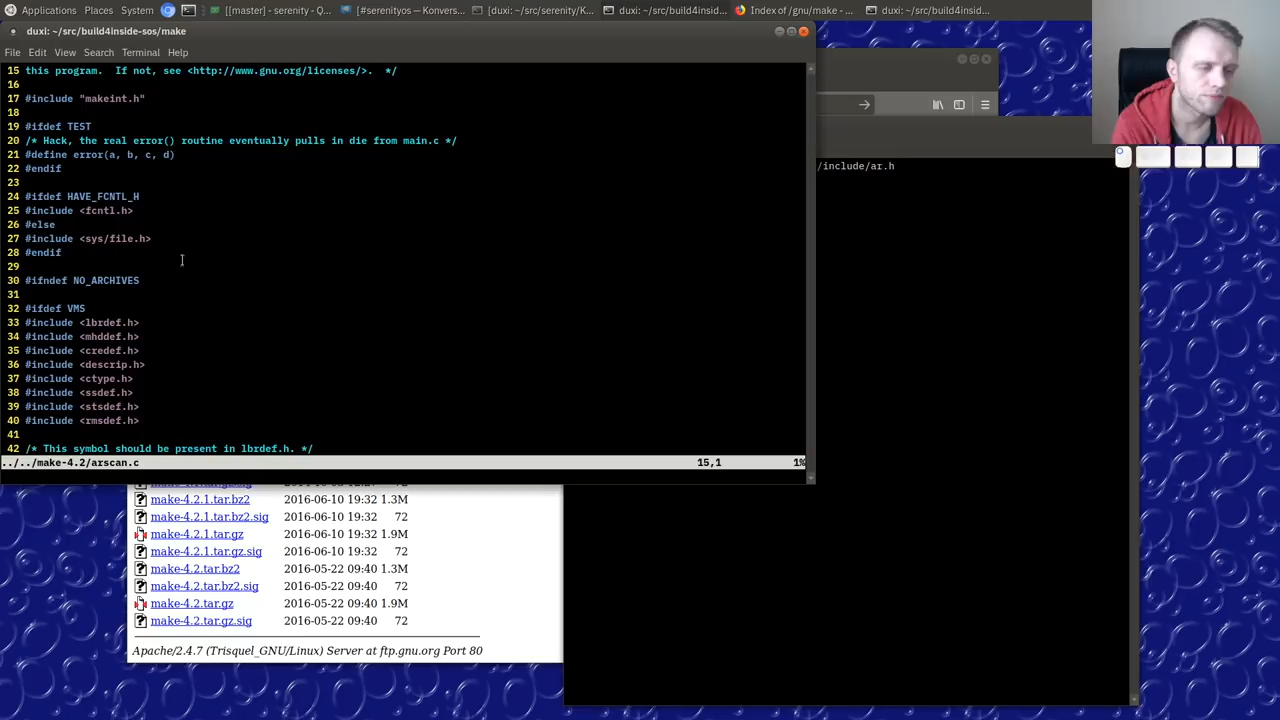 Applications
Places
System
[[master] - serenity - Q...
[#serenityos - Konvers...
[duxi: ~/src/serenity/K...
duxi: ~/src/build4insid...
Index of /gnu/make - ...
duxi: ~/src/build4insid...
duxi: ~/src/build4inside-sos/make
File Edit View Search Terminal Help
15 this program.  If not, see <http://www.gnu.org/licenses/>.  */
16
17 #include "makeint.h"
18
19 #ifdef TEST
20 /* Hack, the real error() routine eventually pulls in die from main.c */
21 #define error(a, b, c, d)
22 #endif
23
24 #ifdef HAVE_FCNTL_H
25 #include <fcntl.h>
26 #else
27 #include <sys/file.h>
28 #endif
29
30 #ifndef NO_ARCHIVES
31
32 #ifdef VMS
33 #include <lbrdef.h>
34 #include <mhddef.h>
35 #include <credef.h>
36 #include <descrip.h>
37 #include <ctype.h>
38 #include <ssdef.h>
39 #include <stsdef.h>
40 #include <rmsdef.h>
41
42 /* This symbol should be present in lbrdef.h. */
../../make-4.2/arscan.c 15,1 1%
/include/ar.h
make-4.2.1.tar.bz2 2016-06-10 19:32 1.3M
make-4.2.1.tar.bz2.sig 2016-06-10 19:32 72
make-4.2.1.tar.gz 2016-06-10 19:32 1.9M
make-4.2.1.tar.gz.sig 2016-06-10 19:32 72
make-4.2.tar.bz2 2016-05-22 09:40 1.3M
make-4.2.tar.bz2.sig 2016-05-22 09:40 72
make-4.2.tar.gz 2016-05-22 09:40 1.9M
make-4.2.tar.gz.sig 2016-05-22 09:40 72
Apache/2.4.7 (Trisquel_GNU/Linux) Server at ftp.gnu.org Port 80